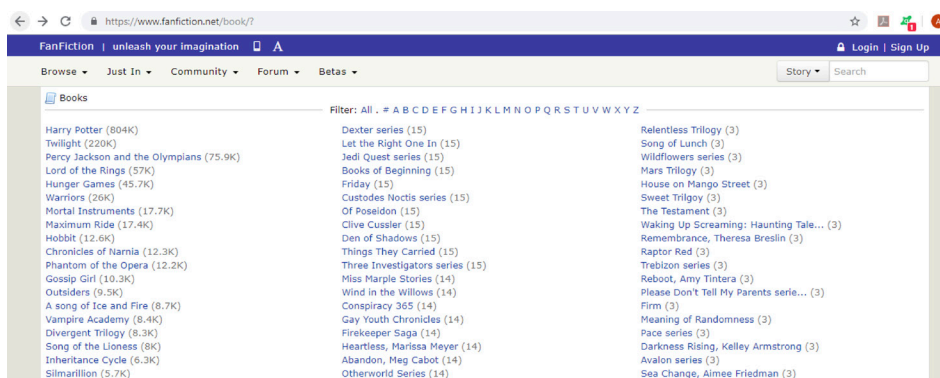 https://www.fanfiction.net/book/?
1
A
FanFiction | unleash your imagination A
Login | Sign Up
Browse Just In Community Forum Betas
Story Search
Books
Filter: All . # A B C D E F G H I J K L M N O P Q R S T U V W X Y Z
Harry Potter (804K)
Twilight (220K)
Percy Jackson and the Olympians (75.9K)
Lord of the Rings (57K)
Hunger Games (45.7K)
Warriors (26K)
Mortal Instruments (17.7K)
Maximum Ride (17.4K)
Hobbit (12.6K)
Chronicles of Narnia (12.3K)
Phantom of the Opera (12.2K)
Gossip Girl (10.3K)
Outsiders (9.5K)
A song of Ice and Fire (8.7K)
Vampire Academy (8.4K)
Divergent Trilogy (8.3K)
Song of the Lioness (8K)
Inheritance Cycle (6.3K)
Silmarillion (5.7K)
Dexter series (15)
Let the Right One In (15)
Jedi Quest series (15)
Books of Beginning (15)
Friday (15)
Custodes Noctis series (15)
Of Poseidon (15)
Clive Cussler (15)
Den of Shadows (15)
Things They Carried (15)
Three Investigators series (15)
Miss Marple Stories (14)
Wind in the Willows (14)
Conspiracy 365 (14)
Gay Youth Chronicles (14)
Firekeeper Saga (14)
Heartless, Marissa Meyer (14)
Abandon, Meg Cabot (14)
Otherworld Series (14)
Relentless Trilogy (3)
Song of Lunch (3)
Wildflowers series (3)
Mars Trilogy (3)
House on Mango Street (3)
Sweet Trilgoy (3)
The Testament (3)
Waking Up Screaming: Haunting Tale... (3)
Remembrance, Theresa Breslin (3)
Raptor Red (3)
Trebizon series (3)
Reboot, Amy Tintera (3)
Please Don't Tell My Parents serie... (3)
Firm (3)
Meaning of Randomness (3)
Pace series (3)
Darkness Rising, Kelley Armstrong (3)
Avalon series (3)
Sea Change, Aimee Friedman (3)